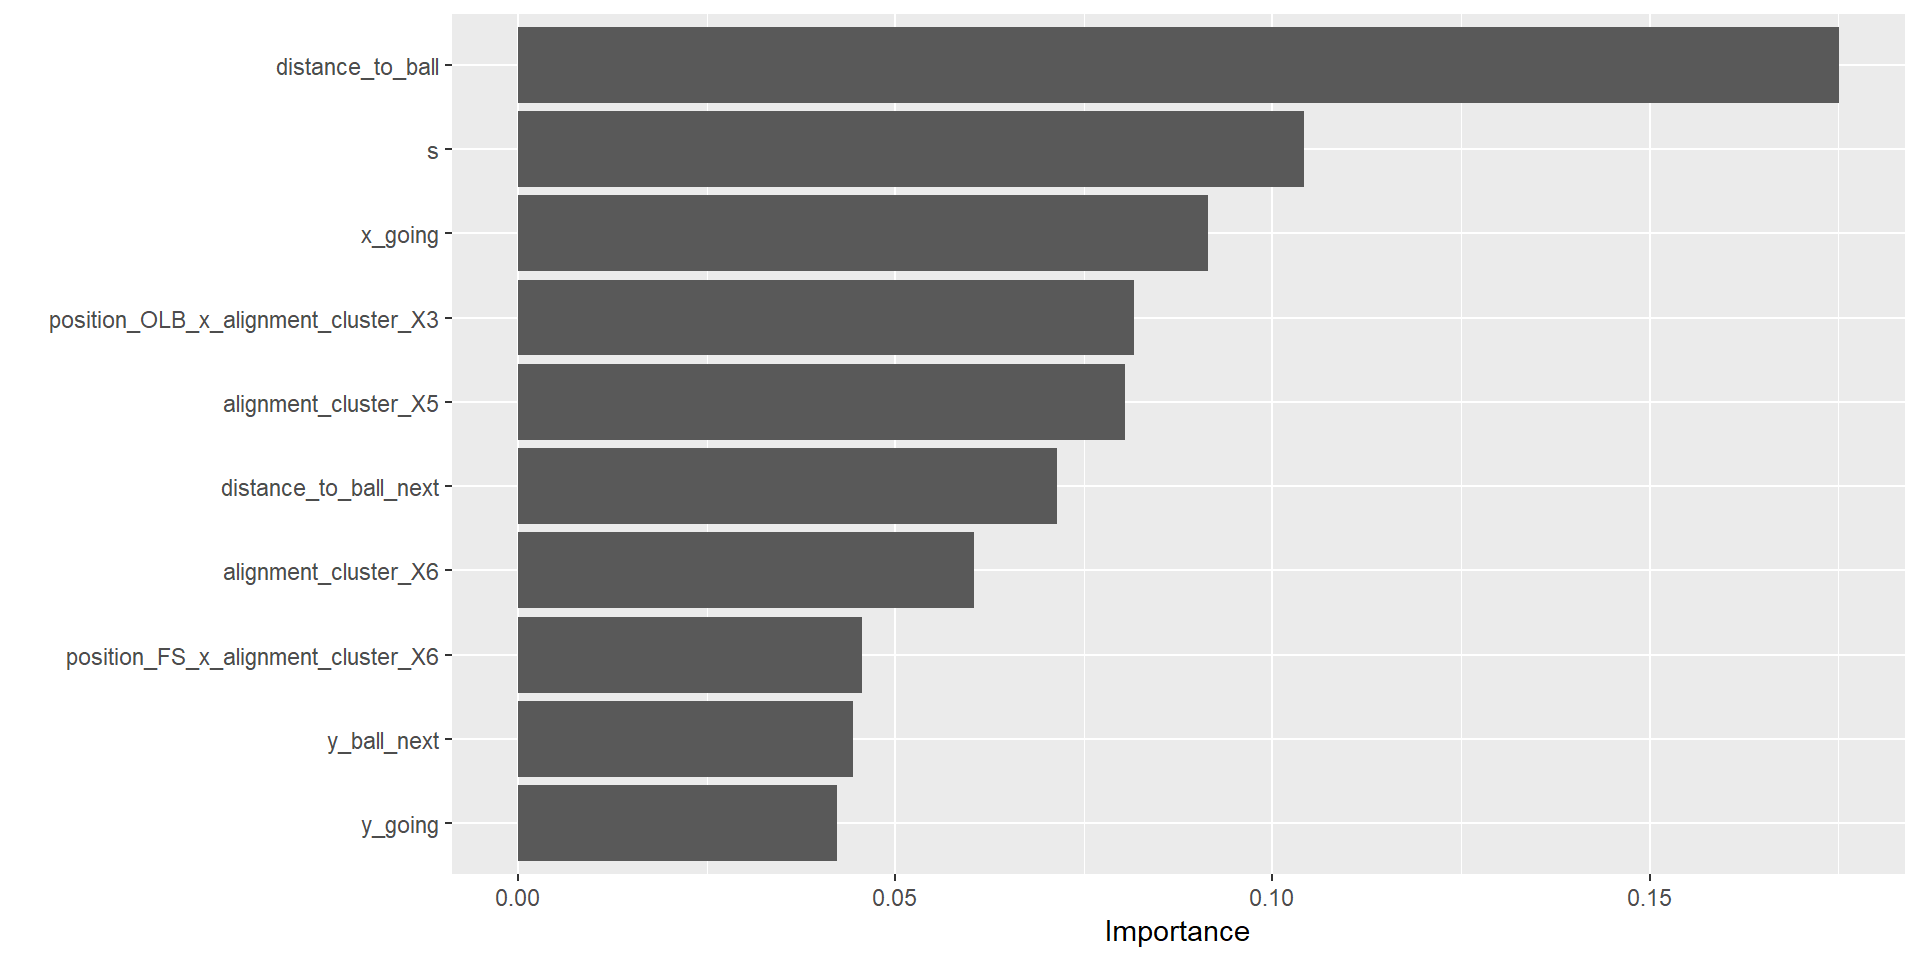 distance_to_ball
s
x_going
position_OLB_x_alignment_cluster_X3
alignment_cluster_X5
distance_to_ball_next
alignment_cluster_X6
position_FS_x_alignment_cluster_X6
y_ball_next
y_going
0.00 0.05 0.10 0.15
Importance